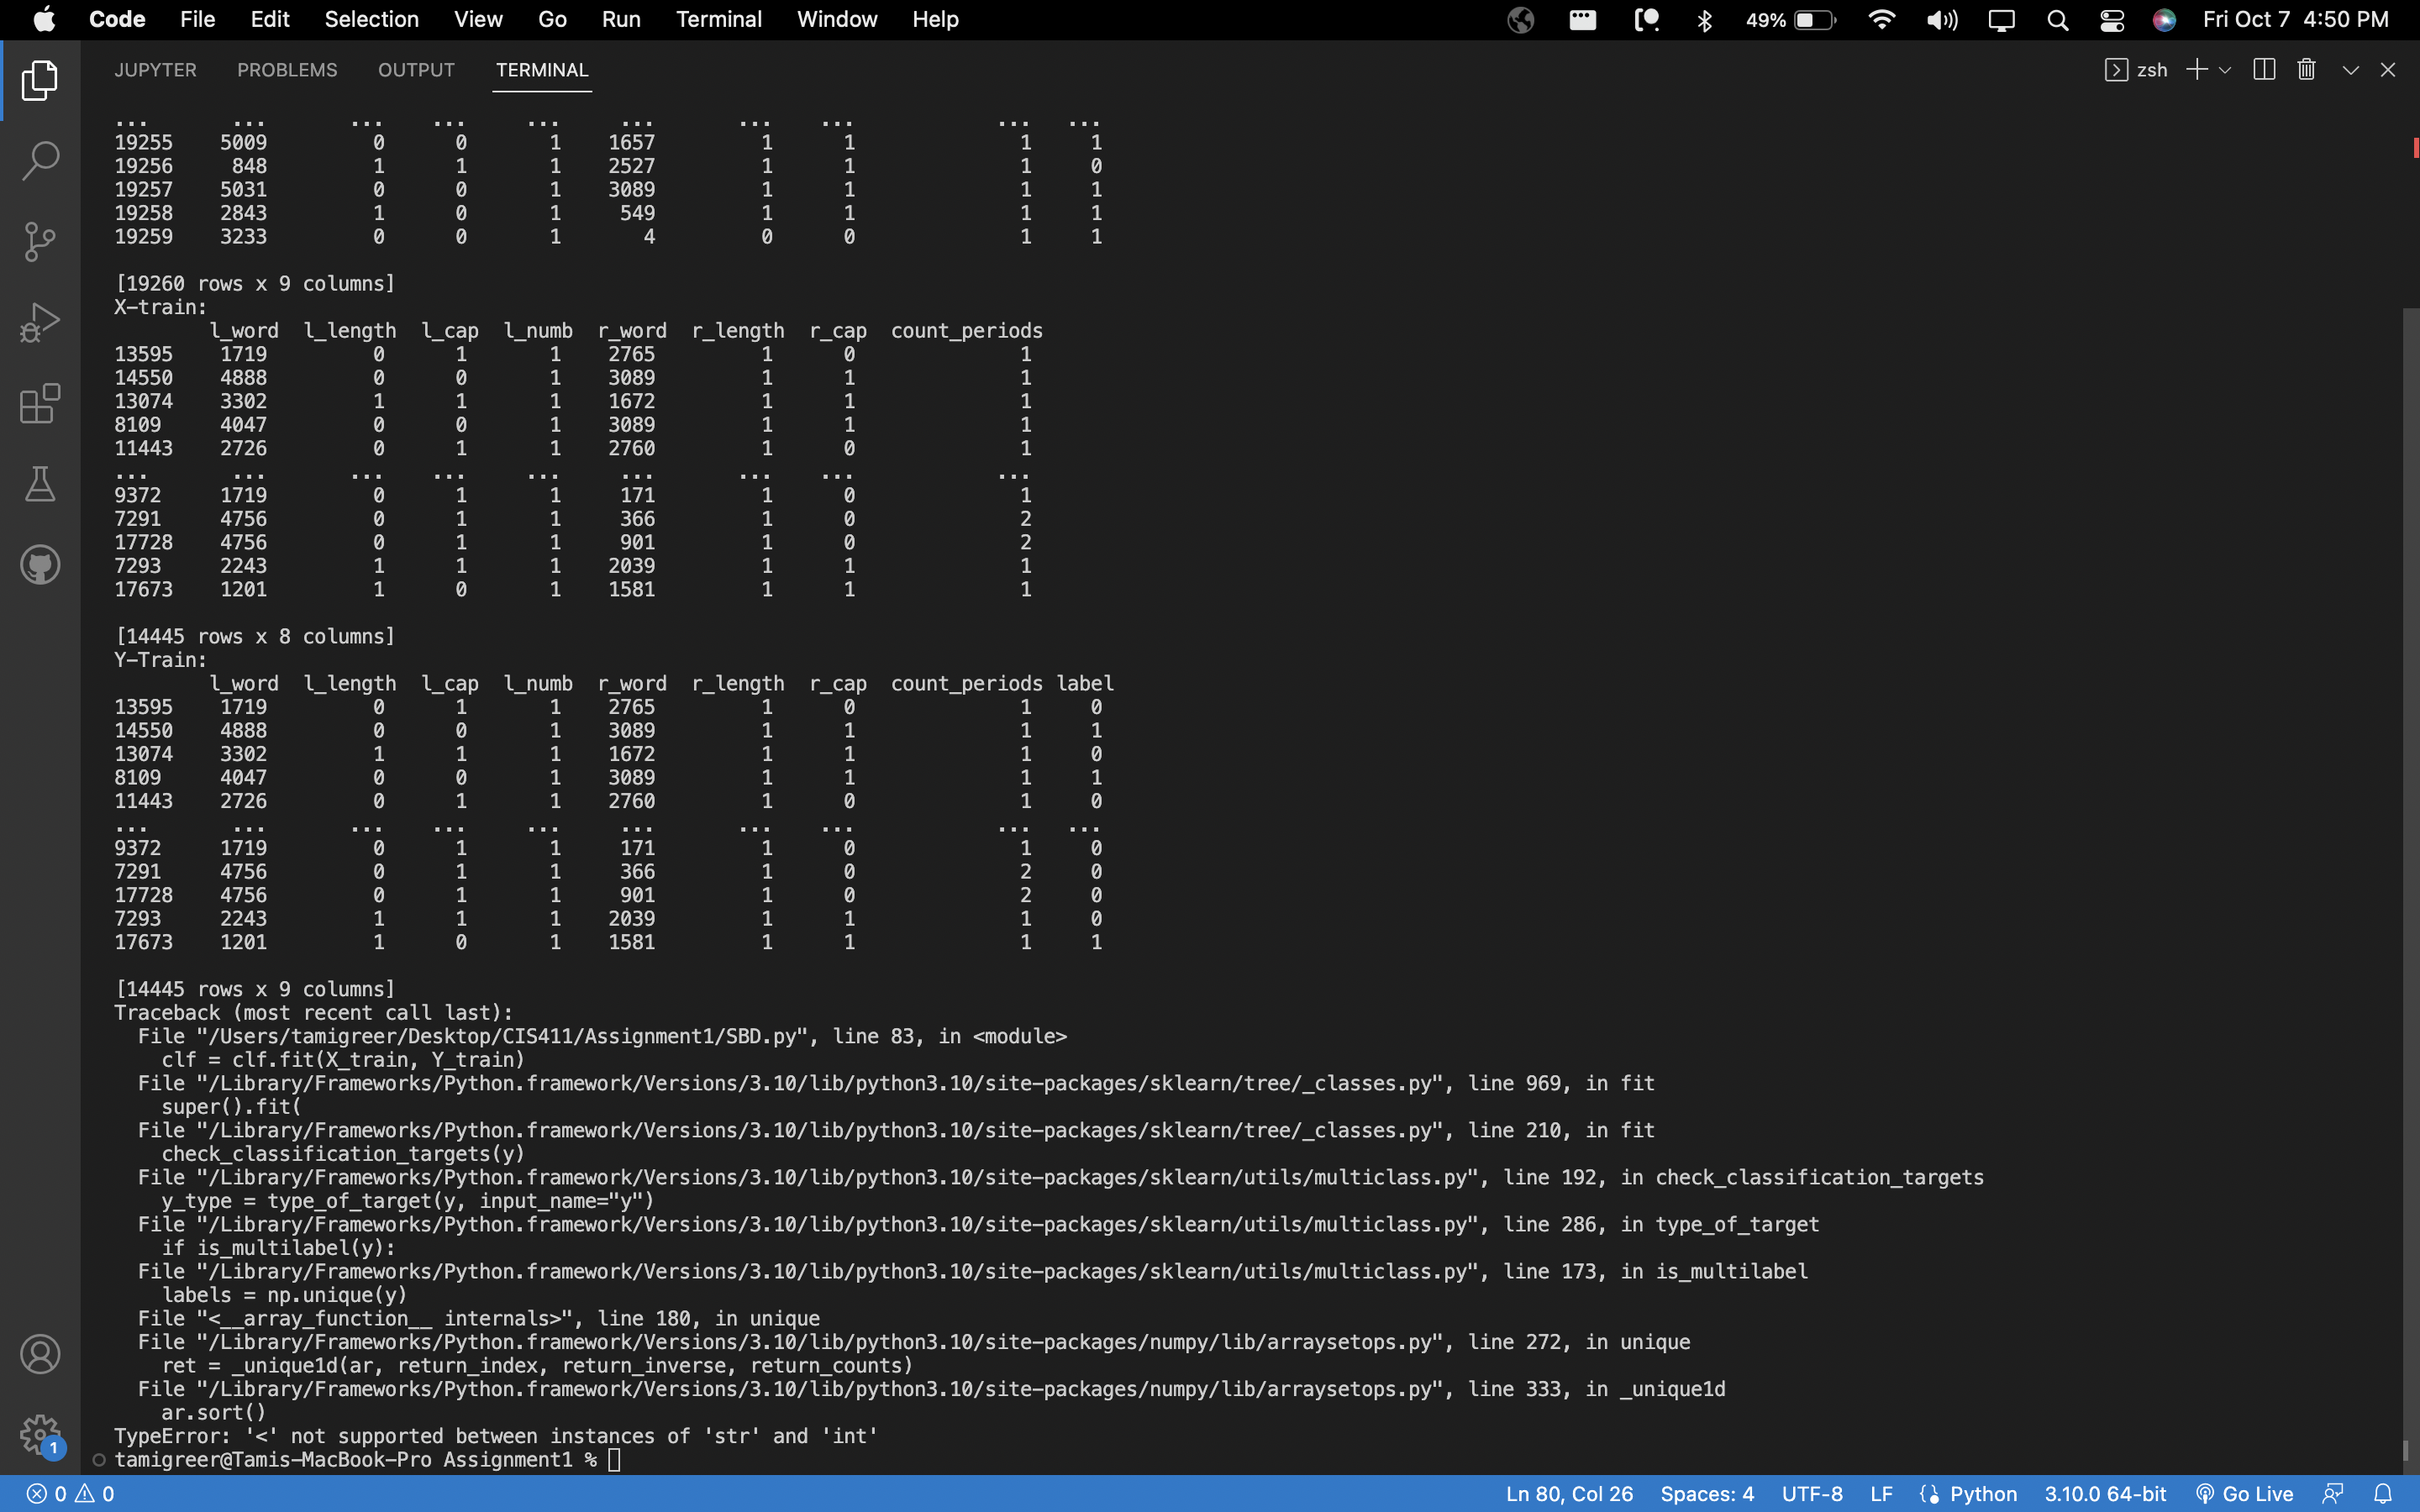 Code File Edit Selection View Go Run Terminal Window Help 49% Fri Oct 7 4:50 PM
JUPYTER PROBLEMS OUTPUT TERMINAL zsh
... ... ... ... ... ... ... ... ... ...
19255 5009 0 0 1 1657 1 1 1 1
19256 848 1 1 1 2527 1 1 1 0
19257 5031 0 0 1 3089 1 1 1 1
19258 2843 1 0 1 549 1 1 1 1
19259 3233 0 0 1 4 0 0 1 1
[19260 rows x 9 columns]
X-train:
l_word l_length l_cap l_numb r_word r_length r_cap count_periods
13595 1719 0 1 1 2765 1 0 1
14550 4888 0 0 1 3089 1 1 1
13074 3302 1 1 1 1672 1 1 1
8109 4047 0 0 1 3089 1 1 1
11443 2726 0 1 1 2760 1 0 1
... ... ... ... ... ... ... ... ...
9372 1719 0 1 1 171 1 0 1
7291 4756 0 1 1 366 1 0 2
17728 4756 0 1 1 901 1 0 2
7293 2243 1 1 1 2039 1 1 1
17673 1201 1 0 1 1581 1 1 1
[14445 rows x 8 columns]
Y-Train:
l_word l_length l_cap l_numb r_word r_length r_cap count_periods label
13595 1719 0 1 1 2765 1 0 1 0
14550 4888 0 0 1 3089 1 1 1 1
13074 3302 1 1 1 1672 1 1 1 0
8109 4047 0 0 1 3089 1 1 1 1
11443 2726 0 1 1 2760 1 0 1 0
... ... ... ... ... ... ... ... ... ...
9372 1719 0 1 1 171 1 0 1 0
7291 4756 0 1 1 366 1 0 2 0
17728 4756 0 1 1 901 1 0 2 0
7293 2243 1 1 1 2039 1 1 1 0
17673 1201 1 0 1 1581 1 1 1 1
[14445 rows x 9 columns]
Traceback (most recent call last):
File "/Users/tamigreer/Desktop/CIS411/Assignment1/SBD.py", line 83, in <module>
clf = clf.fit(X_train, Y_train)
File "/Library/Frameworks/Python.framework/Versions/3.10/lib/python3.10/site-packages/sklearn/tree/_classes.py", line 969, in fit
super().fit(
File "/Library/Frameworks/Python.framework/Versions/3.10/lib/python3.10/site-packages/sklearn/tree/_classes.py", line 210, in fit
check_classification_targets(y)
File "/Library/Frameworks/Python.framework/Versions/3.10/lib/python3.10/site-packages/sklearn/utils/multiclass.py", line 192, in check_classification_targets
y_type = type_of_target(y, input_name="y")
File "/Library/Frameworks/Python.framework/Versions/3.10/lib/python3.10/site-packages/sklearn/utils/multiclass.py", line 286, in type_of_target
if is_multilabel(y):
File "/Library/Frameworks/Python.framework/Versions/3.10/lib/python3.10/site-packages/sklearn/utils/multiclass.py", line 173, in is_multilabel
labels = np.unique(y)
File "<__array_function__ internals>", line 180, in unique
File "/Library/Frameworks/Python.framework/Versions/3.10/lib/python3.10/site-packages/numpy/lib/arraysetops.py", line 272, in unique
ret = _unique1d(ar, return_index, return_inverse, return_counts)
File "/Library/Frameworks/Python.framework/Versions/3.10/lib/python3.10/site-packages/numpy/lib/arraysetops.py", line 333, in _unique1d
ar.sort()
TypeError: '<' not supported between instances of 'str' and 'int'
1
tamigreer@Tamis-MacBook-Pro Assignment1 %
0 0 Ln 80, Col 26 Spaces: 4 UTF-8 LF Python 3.10.0 64-bit Go Live